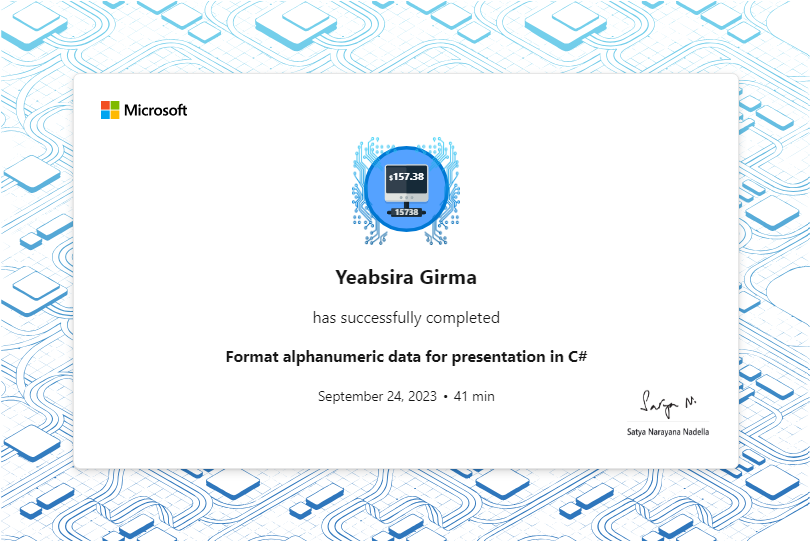 Microsoft
$157.38
15738
Yeabsira Girma
has successfully completed
Format alphanumeric data for presentation in C#
September 24, 2023 • 41 min
Satya N.
Satya Narayana Nadella